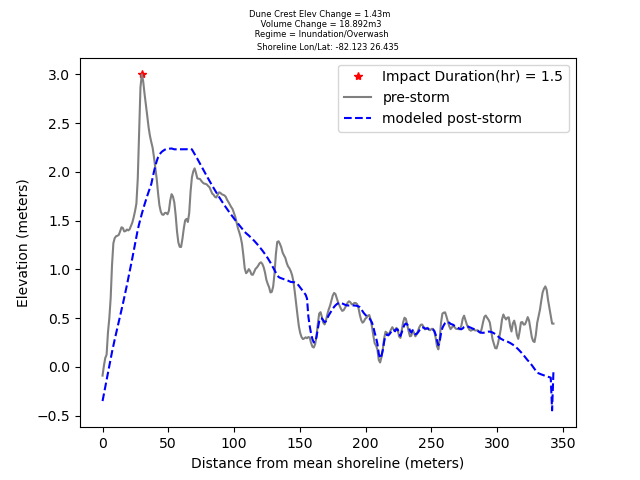 Dune Crest Elev Change = 1.43m
Volume Change = 18.892m3
Regime = Inundation/Overwash
Shoreline Lon/Lat: -82.123 26.435
Impact Duration(hr) = 1.5
pre-storm
modeled post-storm
Elevation (meters)
3.0
2.5
2.0
1.5
1.0
0.5
0.0
−0.5
0 50 100 150 200 250 300 350
Distance from mean shoreline (meters)